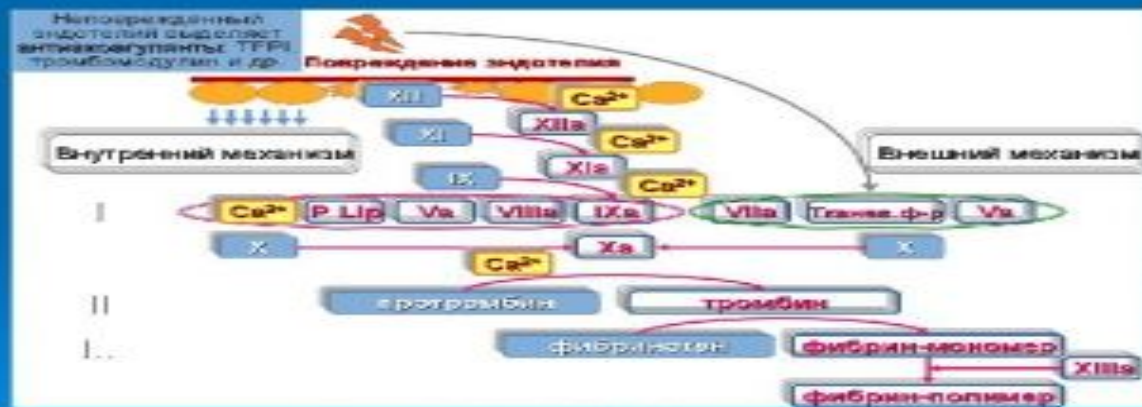 Неповрежденный
эндотелий выделяет
антикоагулянты: TFPI,
тромбомодулин и др.
Повреждение эндотелия
XII
Ca²⁺
XIIa
XI
Ca²⁺
Внутренний механизм
XIa
Внешний механизм
IX
Ca²⁺
I
Ca²⁺ P Lip Va VIIIa IXa VIIa Тканев.ф-р Va
X Xa X
Ca²⁺
II
протромбин тромбин
I..
фибриноген фибрин-мономер
XIIIa
фибрин-полимер